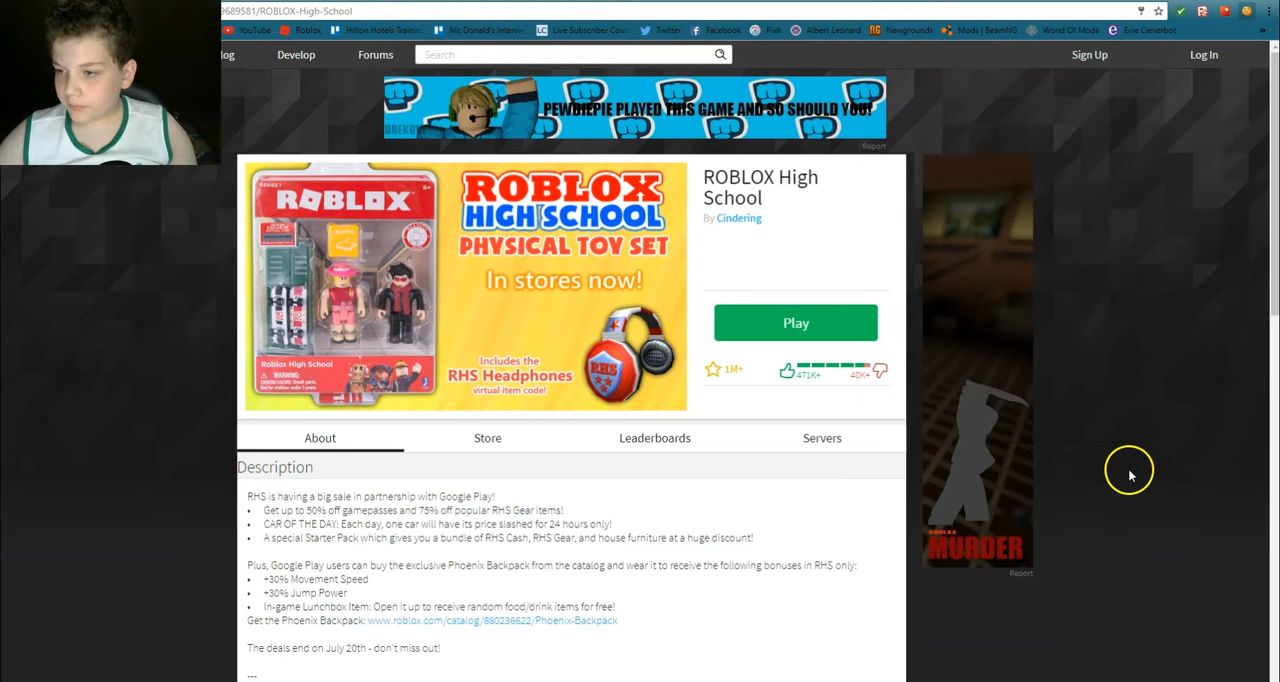 9689581/ROBLOX-High-School
YouTube Roblox Hilton Hotels Trainin Mc Donald's Intervie Live Subscriber Coun Twitter Facebook Pixlr Albert Leonard Newgrounds Mods | BeamNG World Of Mods Evie Cleverbot »
log Develop Forums Search Sign Up Log In
PEWDIEPIE PLAYED THIS GAME AND SO SHOULD YOU!
Report
SERIES 1 6+
ROBLOX
Roblox High School
WARNING:
ROBLOX
HIGH SCHOOL
PHYSICAL TOY SET
In stores now!
Includes the
RHS Headphones
virtual item code!
RHS
ROBLOX High
School
By Cindering
Play
1M+ 471K+ 40K+
About Store Leaderboards Servers
Description
RHS is having a big sale in partnership with Google Play!
• Get up to 50% off gamepasses and 75% off popular RHS Gear items!
• CAR OF THE DAY: Each day, one car will have its price slashed for 24 hours only!
• A special Starter Pack which gives you a bundle of RHS Cash, RHS Gear, and house furniture at a huge discount!
Plus, Google Play users can buy the exclusive Phoenix Backpack from the catalog and wear it to receive the following bonuses in RHS only:
• +30% Movement Speed
• +30% Jump Power
• In-game Lunchbox Item: Open it up to receive random food/drink items for free!
Get the Phoenix Backpack: www.roblox.com/catalog/880236622/Phoenix-Backpack
The deals end on July 20th - don't miss out!
---
ROBLOX
MURDER
Report